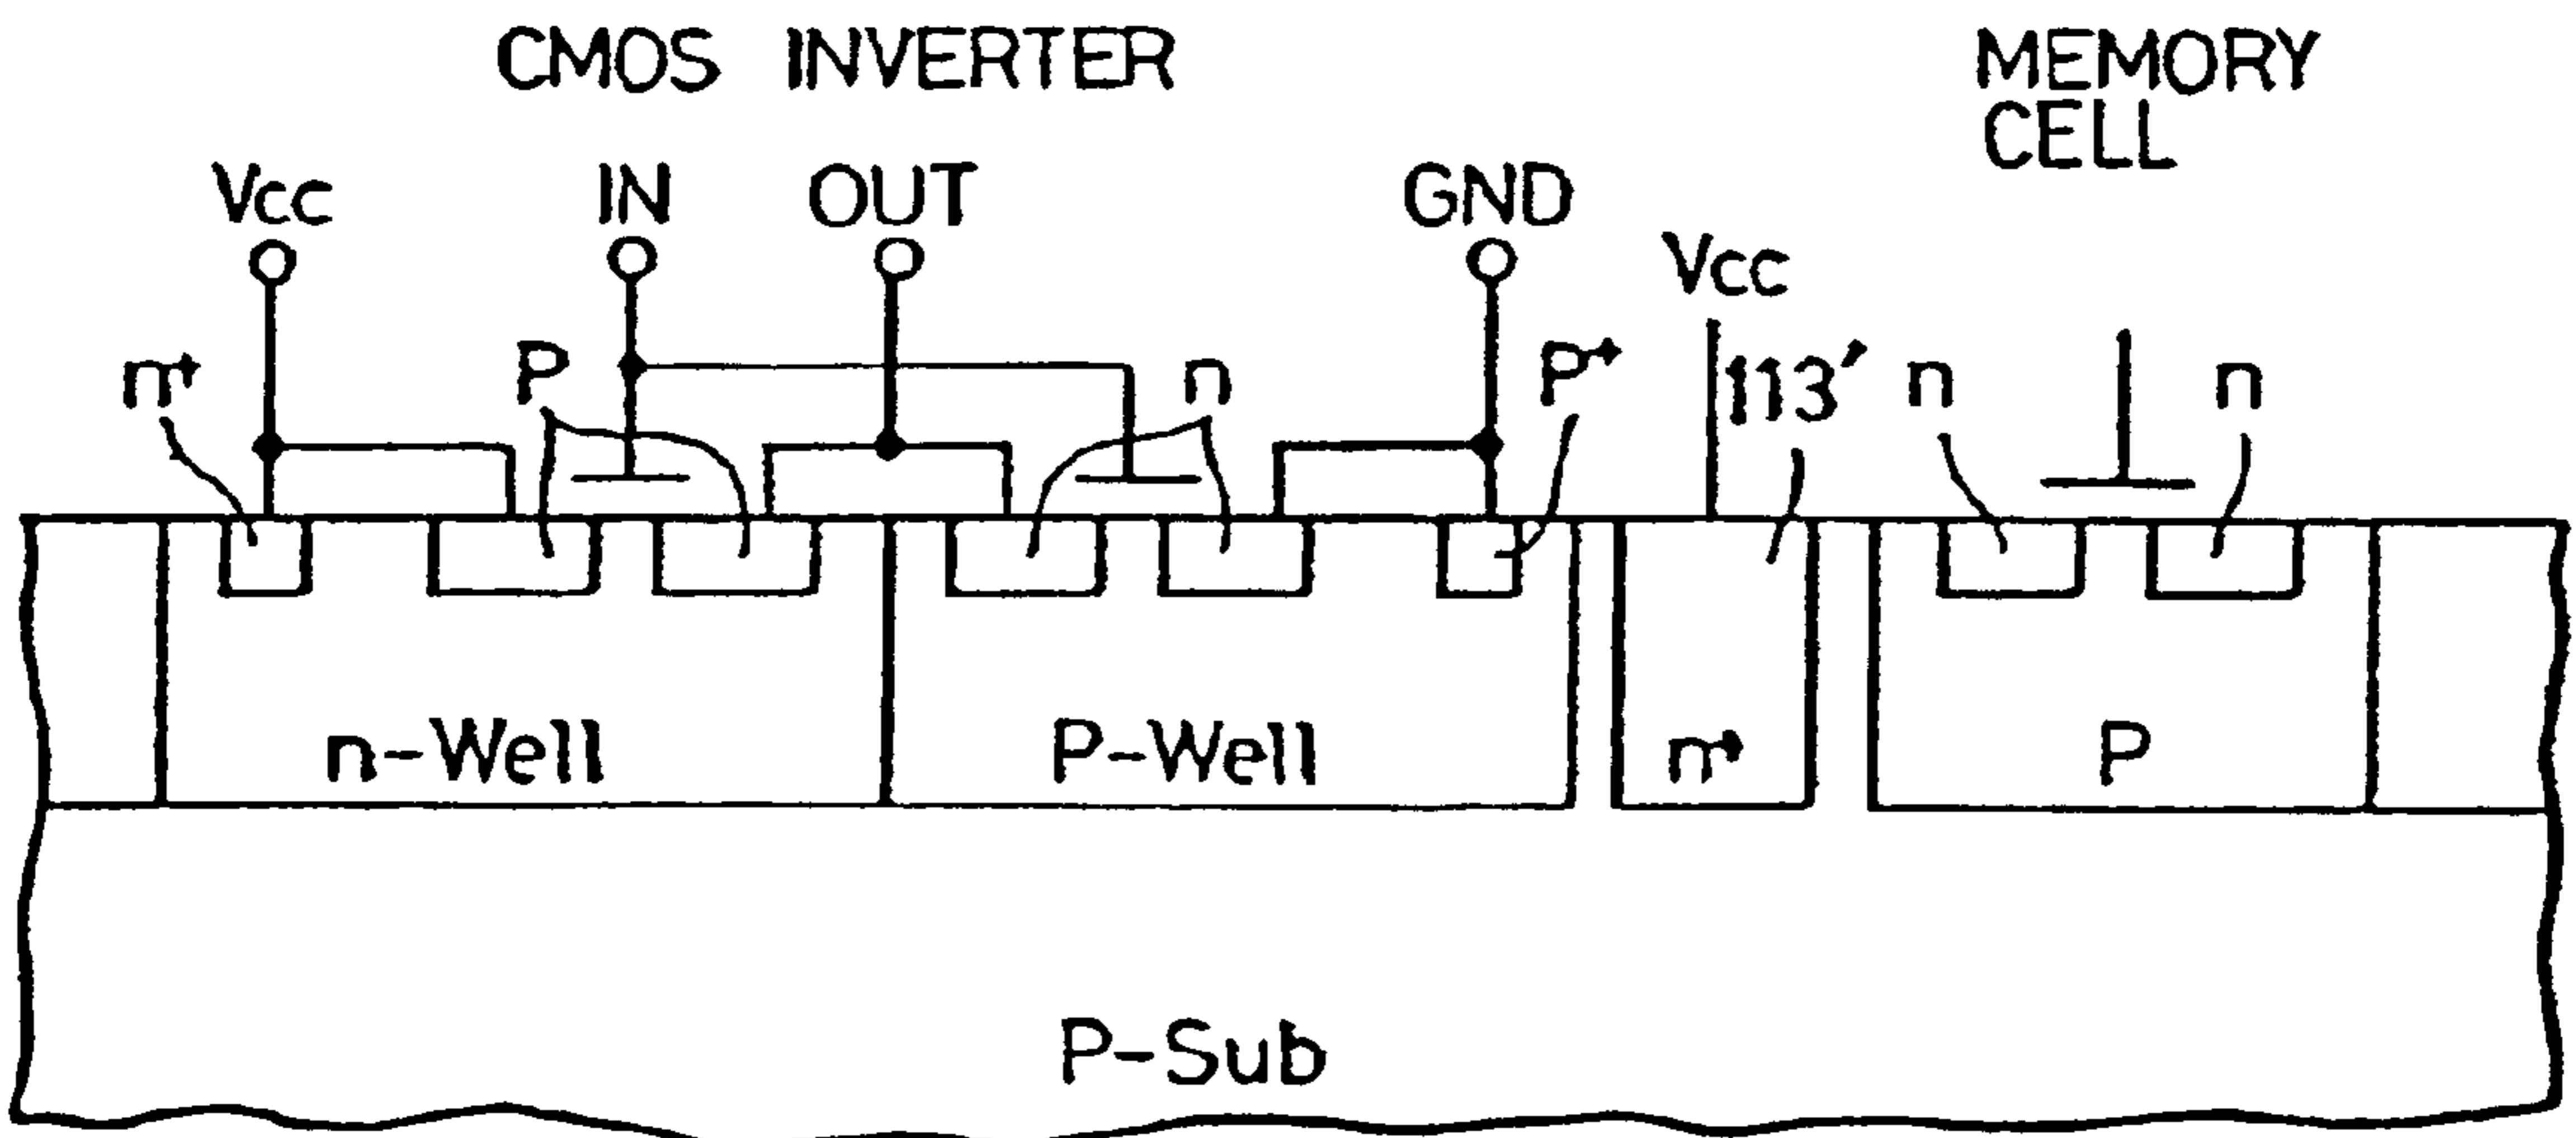 CMOS INVERTER
MEMORY
CELL
Vcc
IN
OUT
GND
Vcc
n+
P
n
P+
113′
n
n
n-Well
P-Well
n+
P
P-Sub